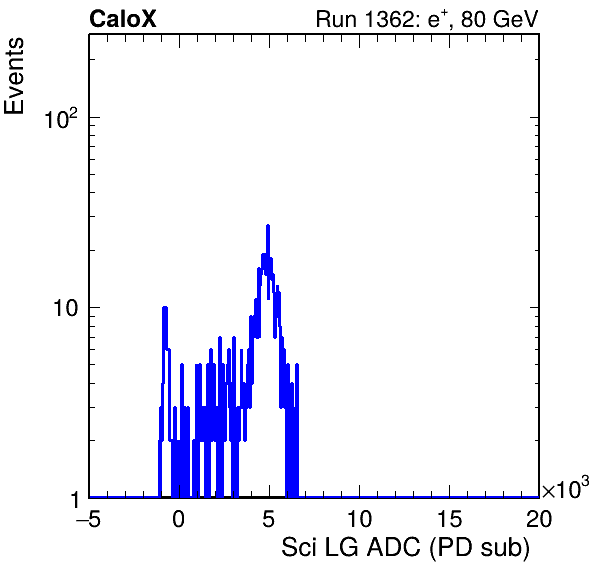 CaloX Run 1362: e⁺, 80 GeV
Events
10²
10
1
−5 0 5 10 15 20
×10³
Sci LG ADC (PD sub)